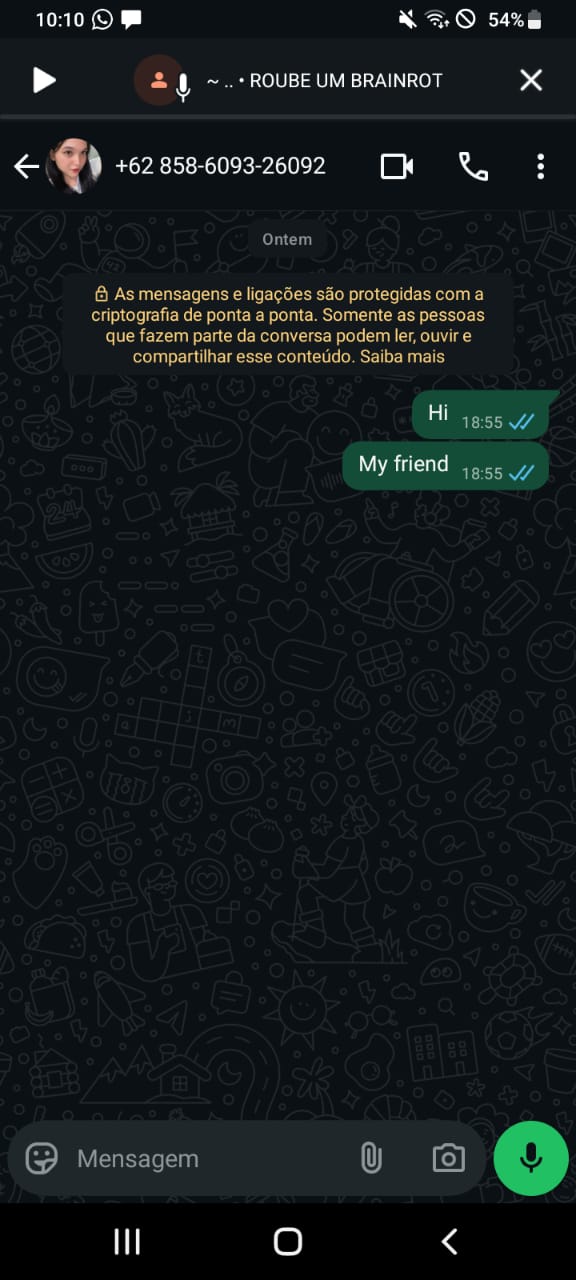 10:10
54%
~ .. • ROUBE UM BRAINROT
+62 858-6093-26092
Ontem
As mensagens e ligações são protegidas com a
criptografia de ponta a ponta. Somente as pessoas
que fazem parte da conversa podem ler, ouvir e
compartilhar esse conteúdo. Saiba mais
Hi 18:55
My friend 18:55
Mensagem